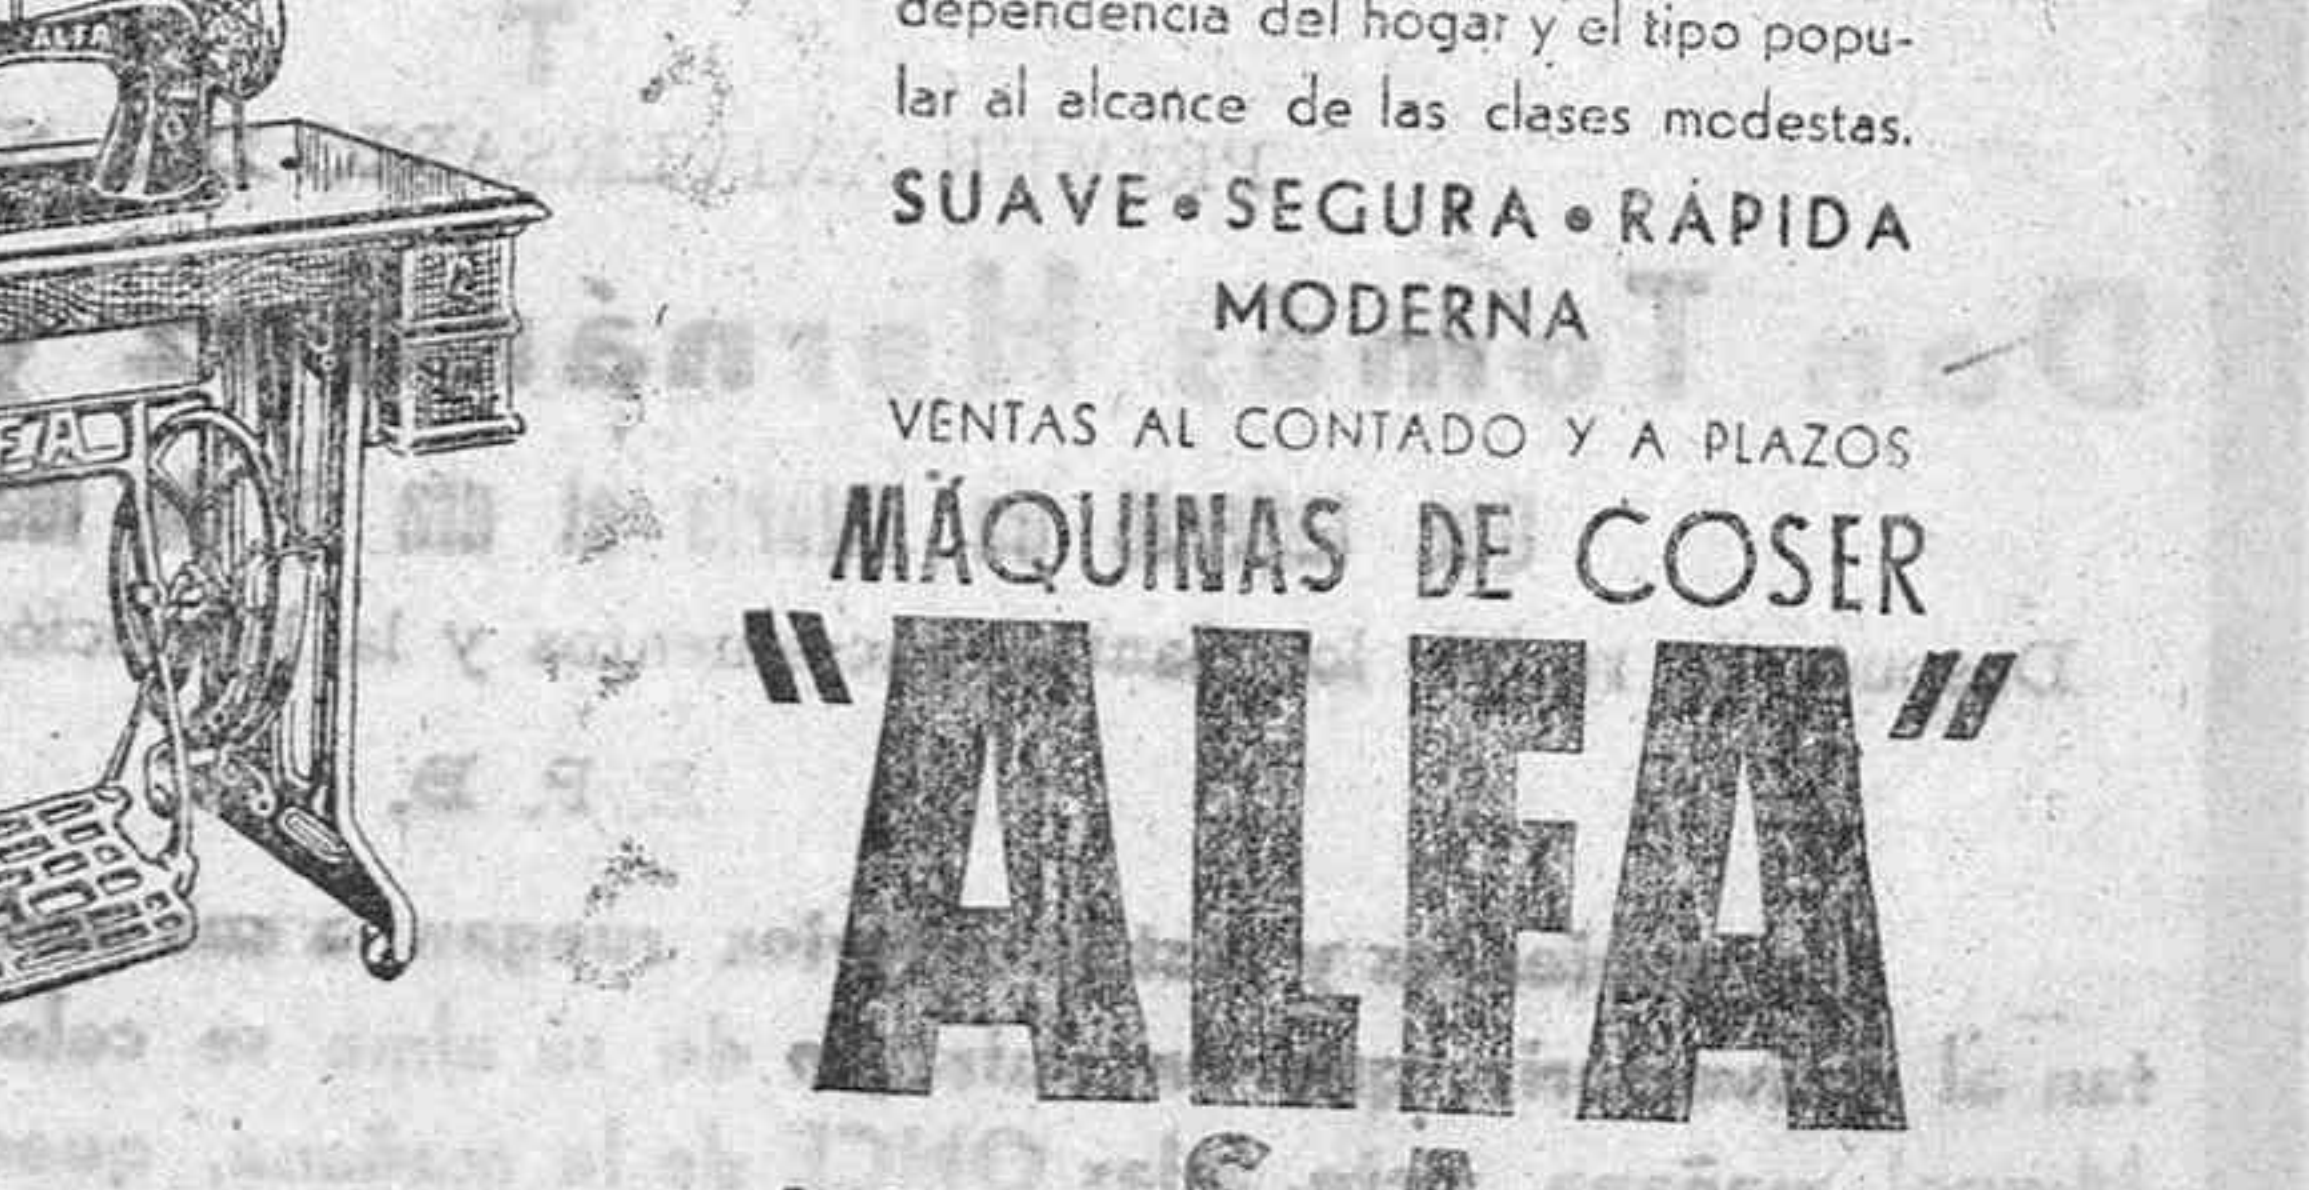 ALFA
dependencia del hogar y el tipo popu-
lar al alcance de las clases modestas.
SUAVE • SEGURA • RÁPIDA
MODERNA
VENTAS AL CONTADO Y A PLAZOS
MÁQUINAS DE COSER
"ALFA"
S. A.